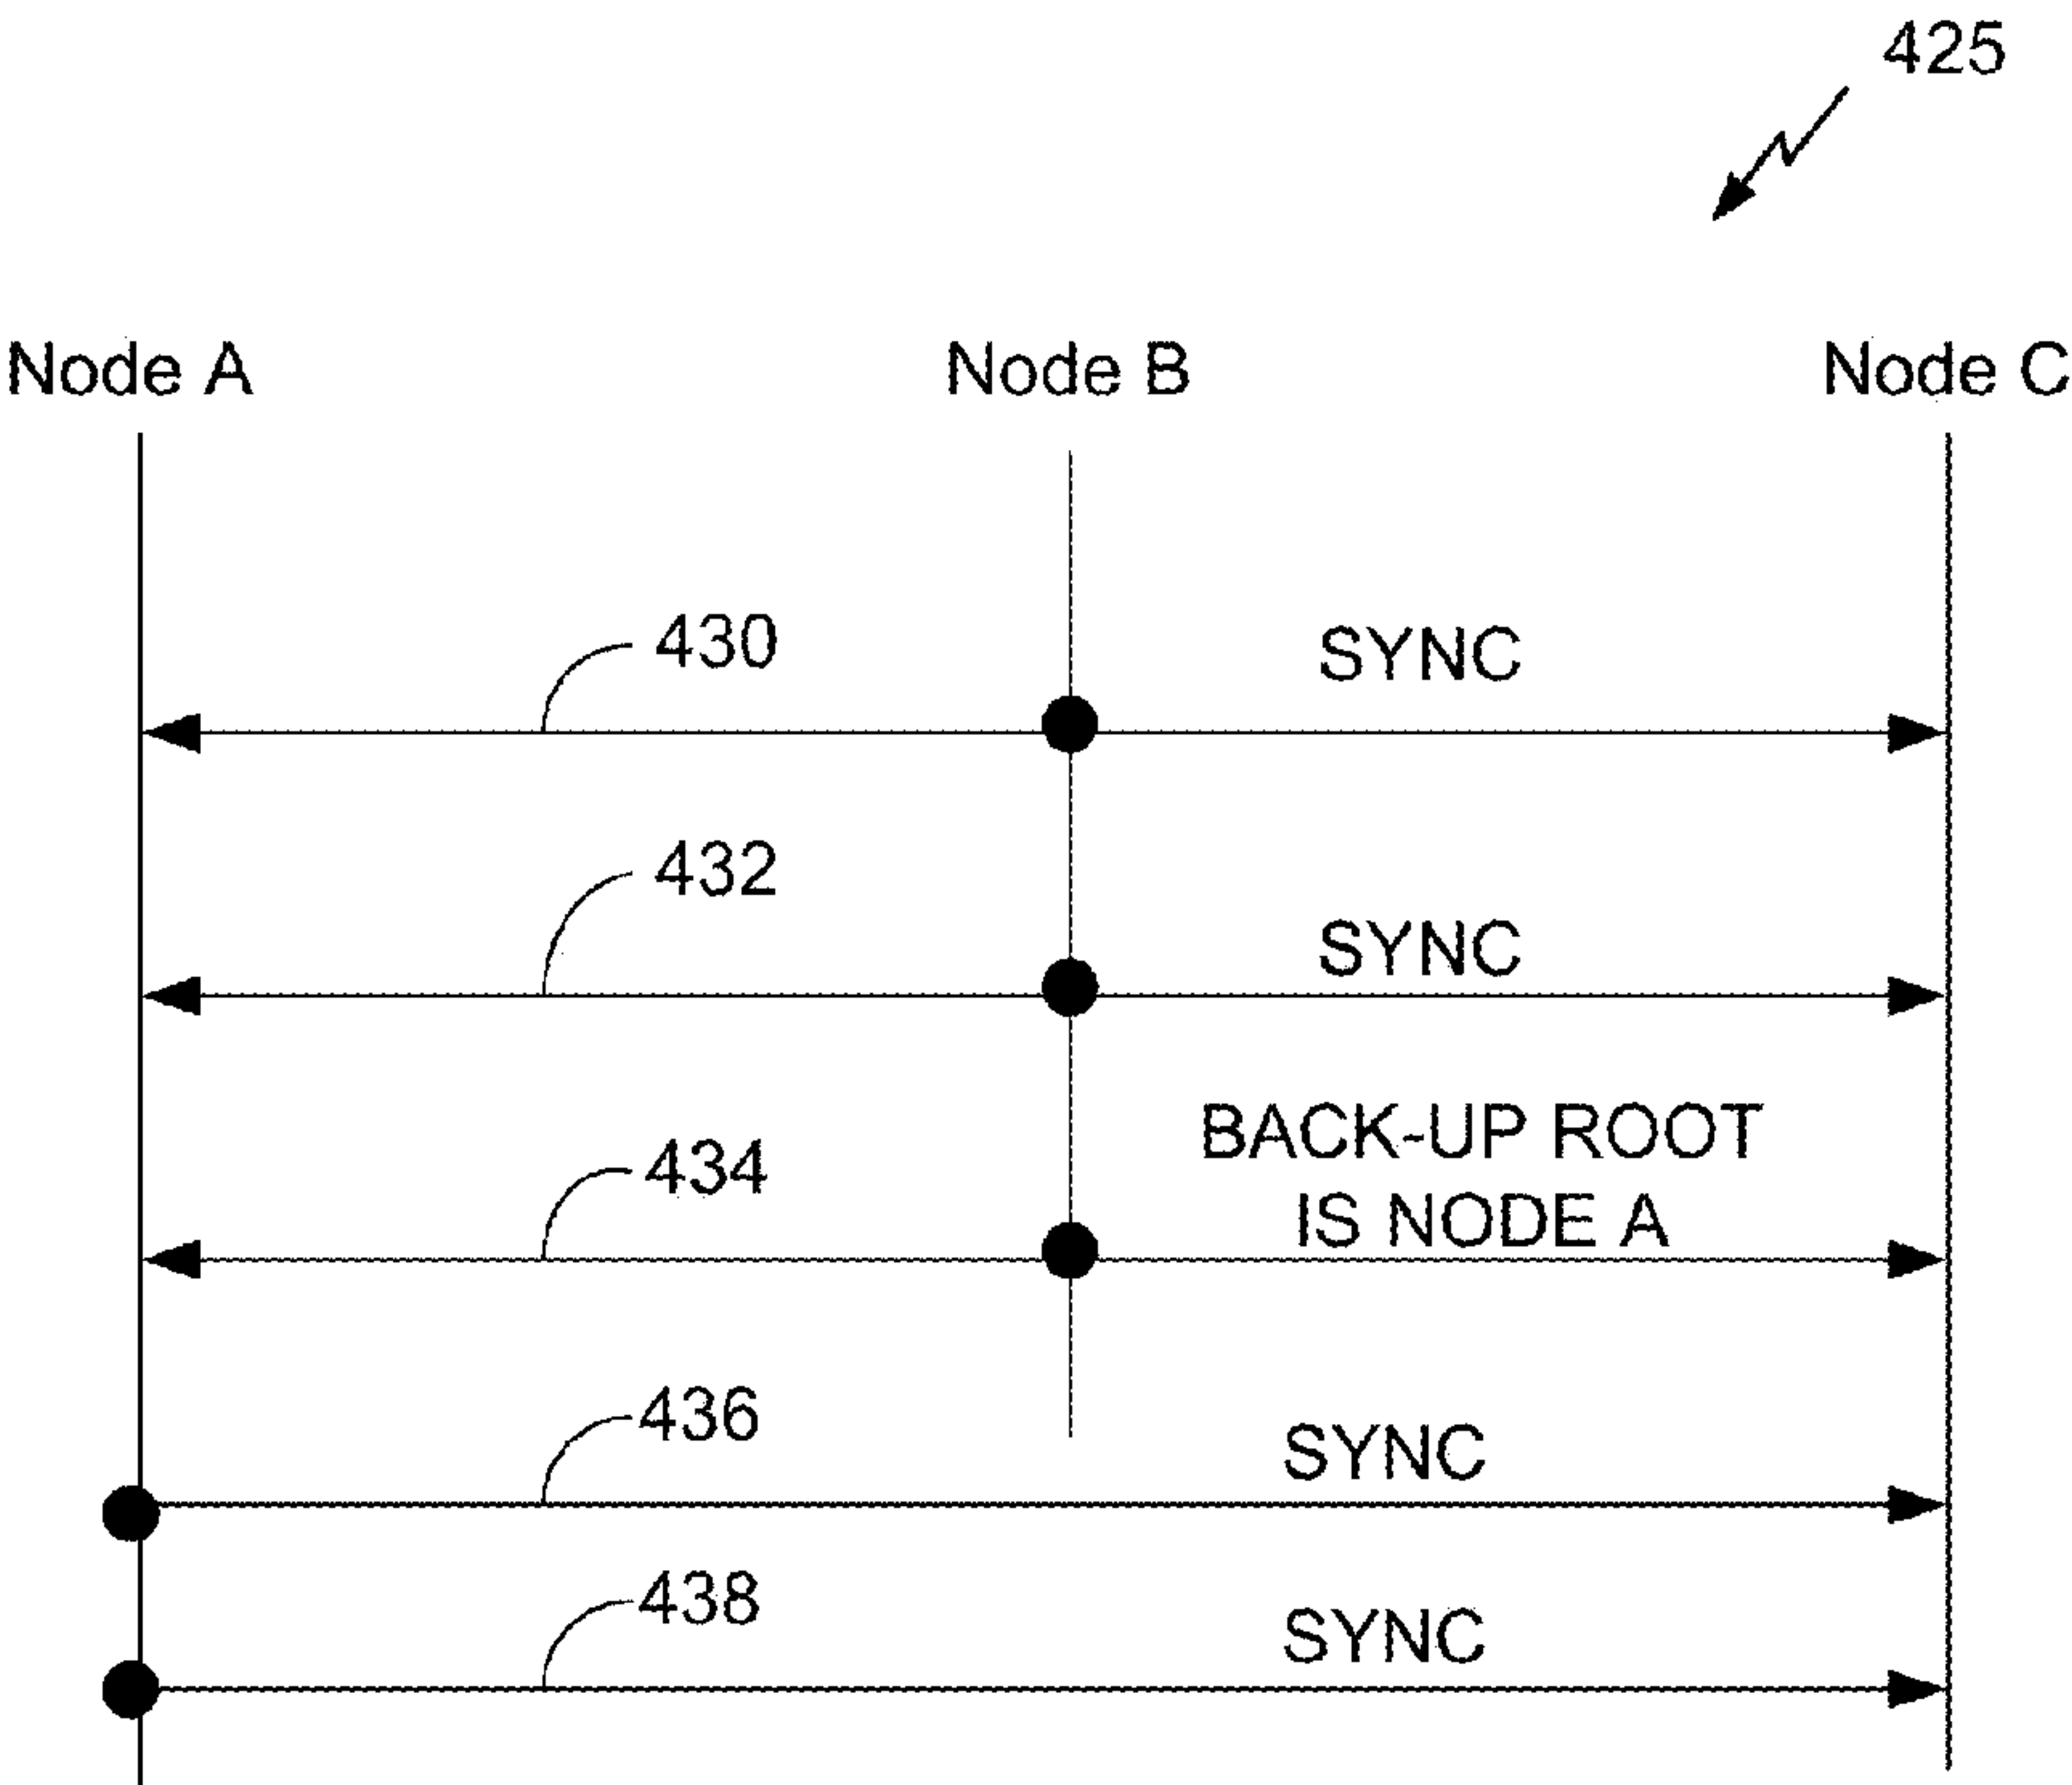 425
Node A
Node B
Node C
430
SYNC
432
SYNC
434
BACK-UP ROOT
IS NODE A
436
SYNC
438
SYNC